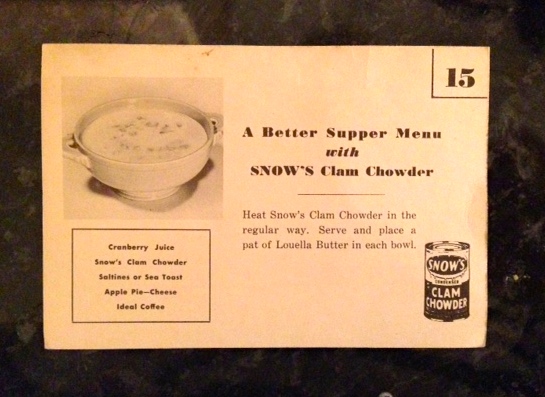 15
A Better Supper Menu
with
SNOW'S Clam Chowder
Heat Snow's Clam Chowder in the
regular way. Serve and place a
pat of Louella Butter in each bowl.
Cranberry Juice
Snow's Clam Chowder
Saltines or Sea Toast
Apple Pie—Cheese
Ideal Coffee
SNOW'S
CONDENSED
CLAM
CHOWDER